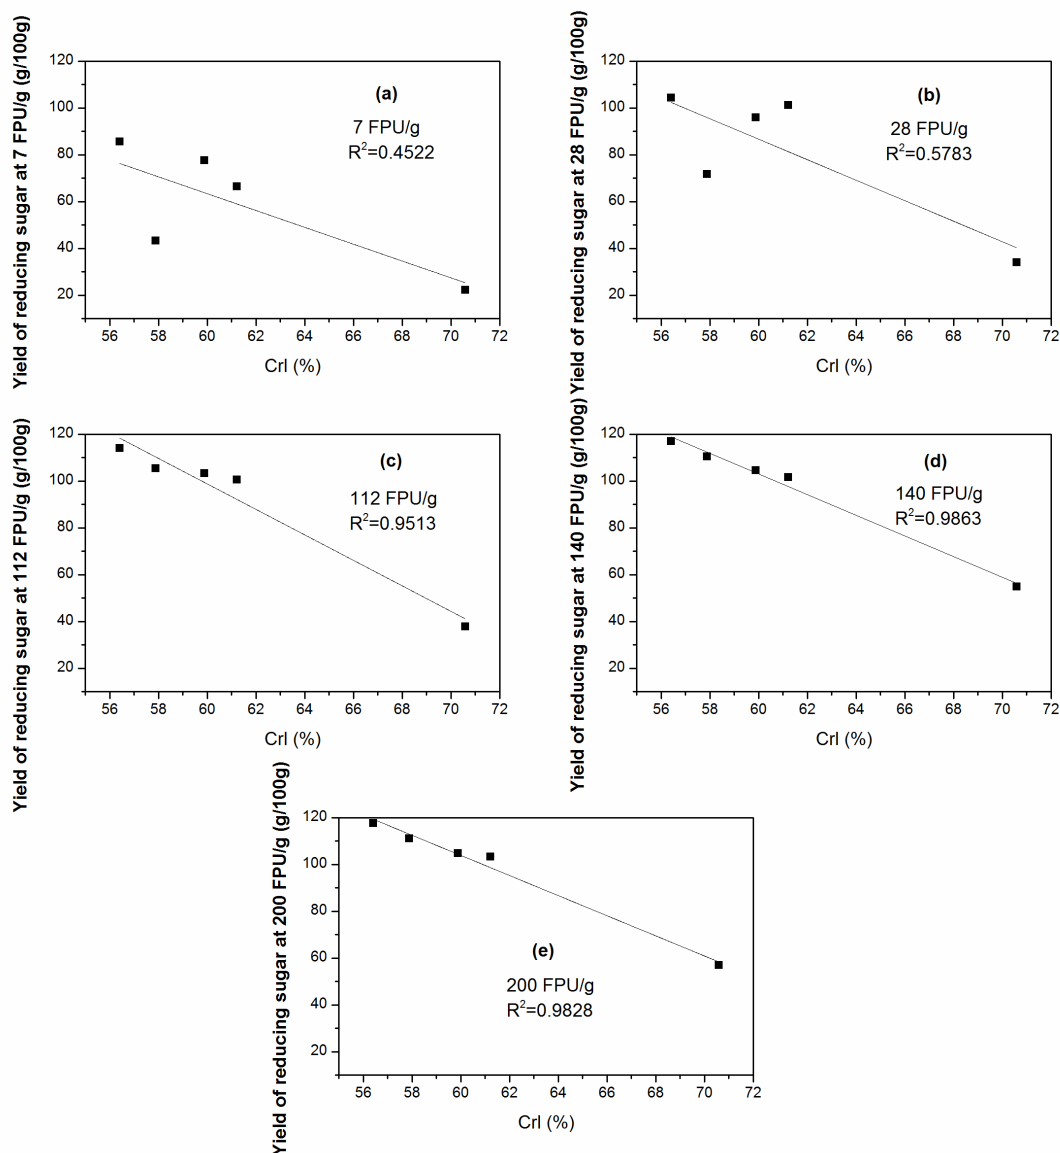 Yield of reducing sugar at 7 FPU/g (g/100g)
120
100
80
60
40
20
(a)
7 FPU/g
R²=0.4522
56 58 60 62 64 66 68 70 72
CrI (%)
Yield of reducing sugar at 28 FPU/g (g/100g)
120
100
80
60
40
20
(b)
28 FPU/g
R²=0.5783
56 58 60 62 64 66 68 70 72
CrI (%)
Yield of reducing sugar at 112 FPU/g (g/100g)
120
100
80
60
40
20
(c)
112 FPU/g
R²=0.9513
56 58 60 62 64 66 68 70 72
CrI (%)
Yield of reducing sugar at 140 FPU/g (g/100g)
120
100
80
60
40
20
(d)
140 FPU/g
R²=0.9863
56 58 60 62 64 66 68 70 72
CrI (%)
Yield of reducing sugar at 200 FPU/g (g/100g)
120
100
80
60
40
20
(e)
200 FPU/g
R²=0.9828
56 58 60 62 64 66 68 70 72
CrI (%)